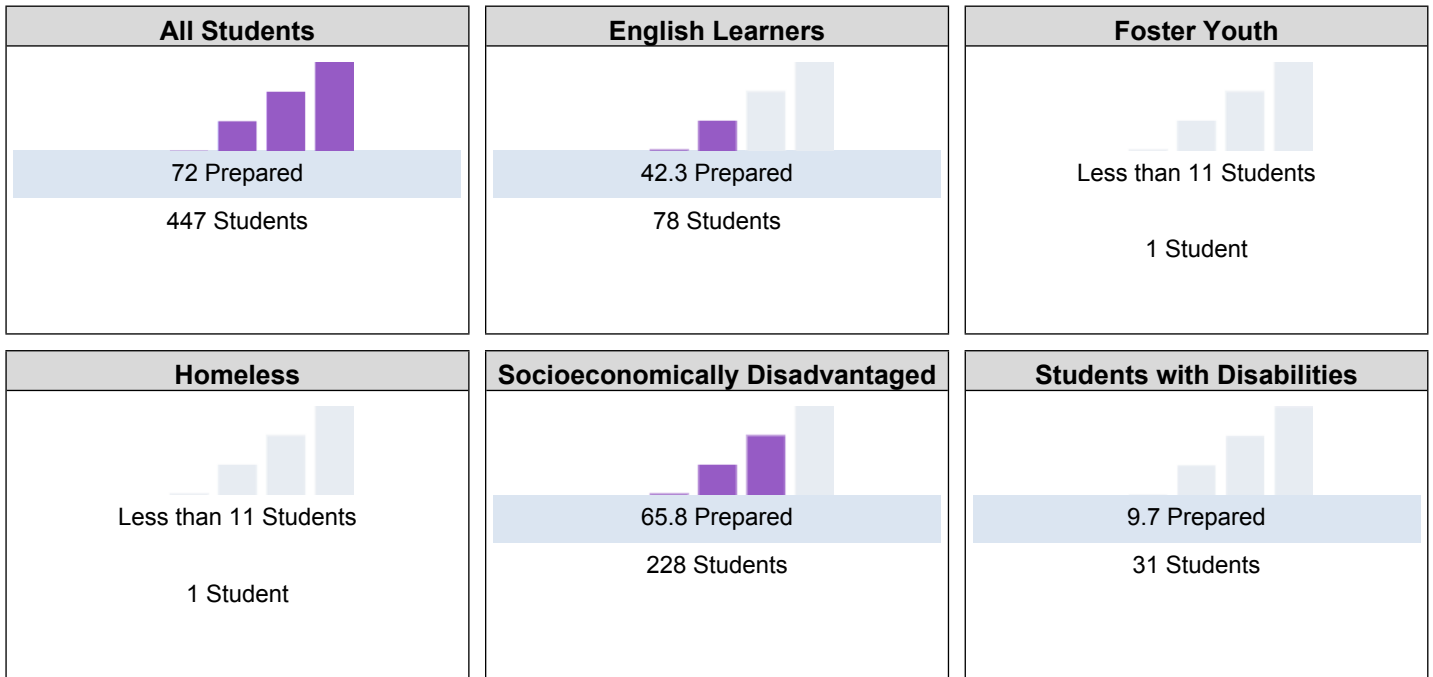 All Students
72 Prepared
447 Students
English Learners
42.3 Prepared
78 Students
Foster Youth
Less than 11 Students
1 Student
Homeless
Less than 11 Students
1 Student
Socioeconomically Disadvantaged
65.8 Prepared
228 Students
Students with Disabilities
9.7 Prepared
31 Students